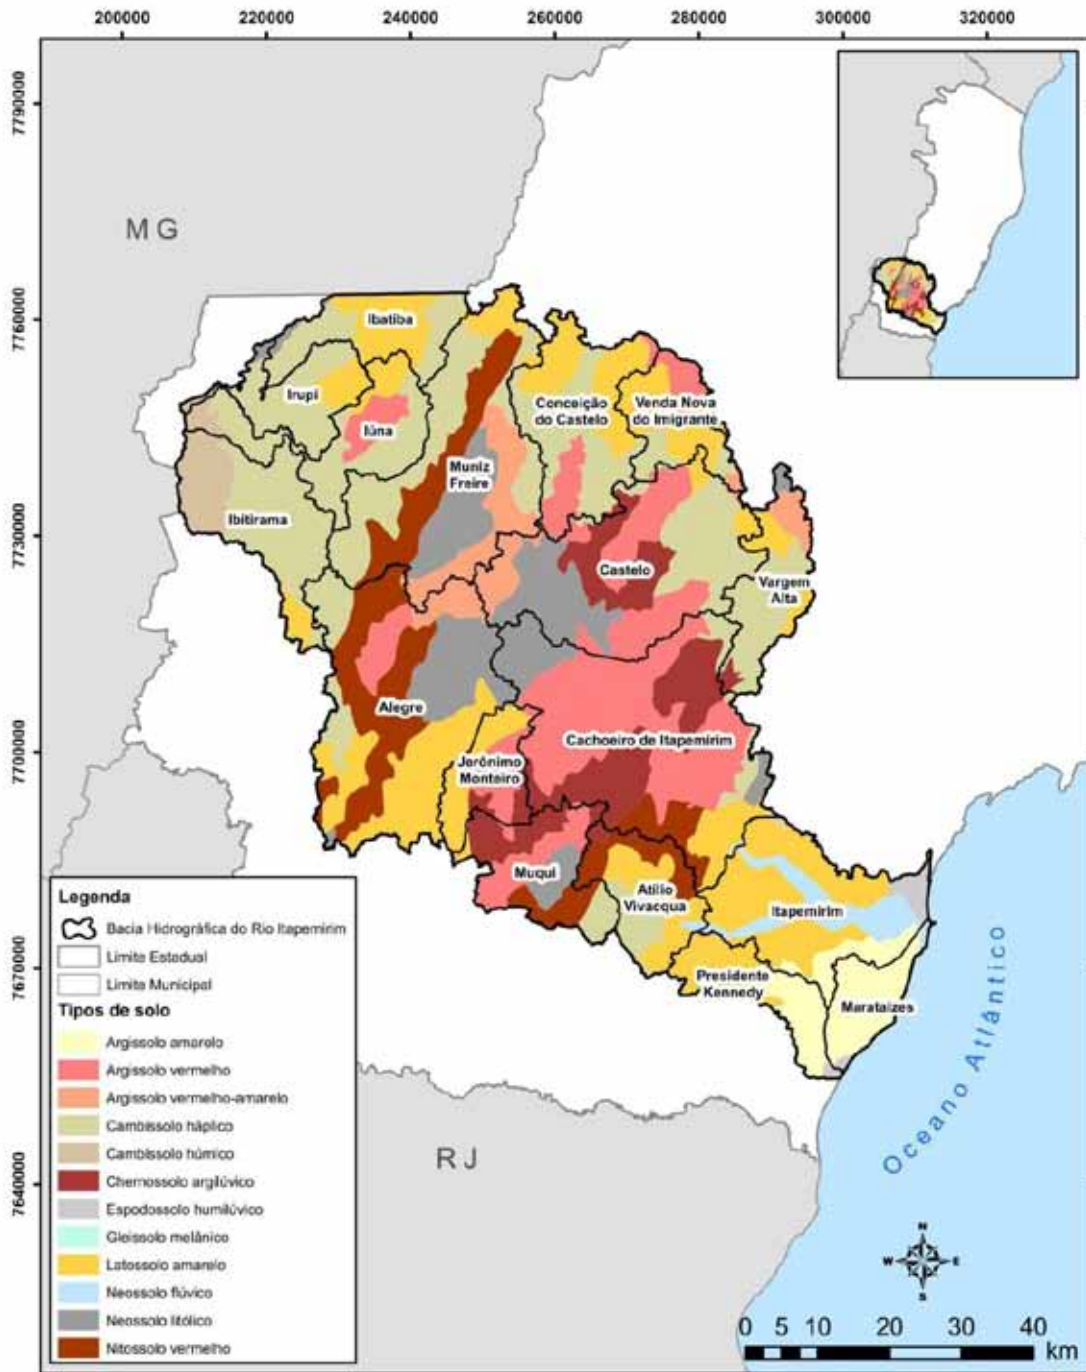 200000 220000 240000 260000 280000 300000 320000
7790000
7760000
7730000
7700000
7670000
7640000
MG
Ibatiba
Irupi
Iúna
Conceição
do Castelo
Venda Nova
do Imigrante
Muniz
Freire
Ibitirama
Castelo
Vargem
Alta
Alegre
Cachoeiro de Itapemirim
Jerônimo
Monteiro
Muqui
Atílio
Vivacqua
Itapemirim
Presidente
Kennedy
Marataízes
RJ
Oceano Atlântico
Legenda
Bacia Hidrográfica do Rio Itapemirim
Limite Estadual
Limite Municipal
Tipos de solo
Argissolo amarelo
Argissolo vermelho
Argissolo vermelho-amarelo
Cambissolo háplico
Cambissolo húmico
Chernossolo argilúvico
Espodossolo humilúvico
Gleissolo melânico
Latossolo amarelo
Neossolo flúvico
Neossolo litólico
Nitossolo vermelho
N
W E
S
0 5 10 20 30 40
km